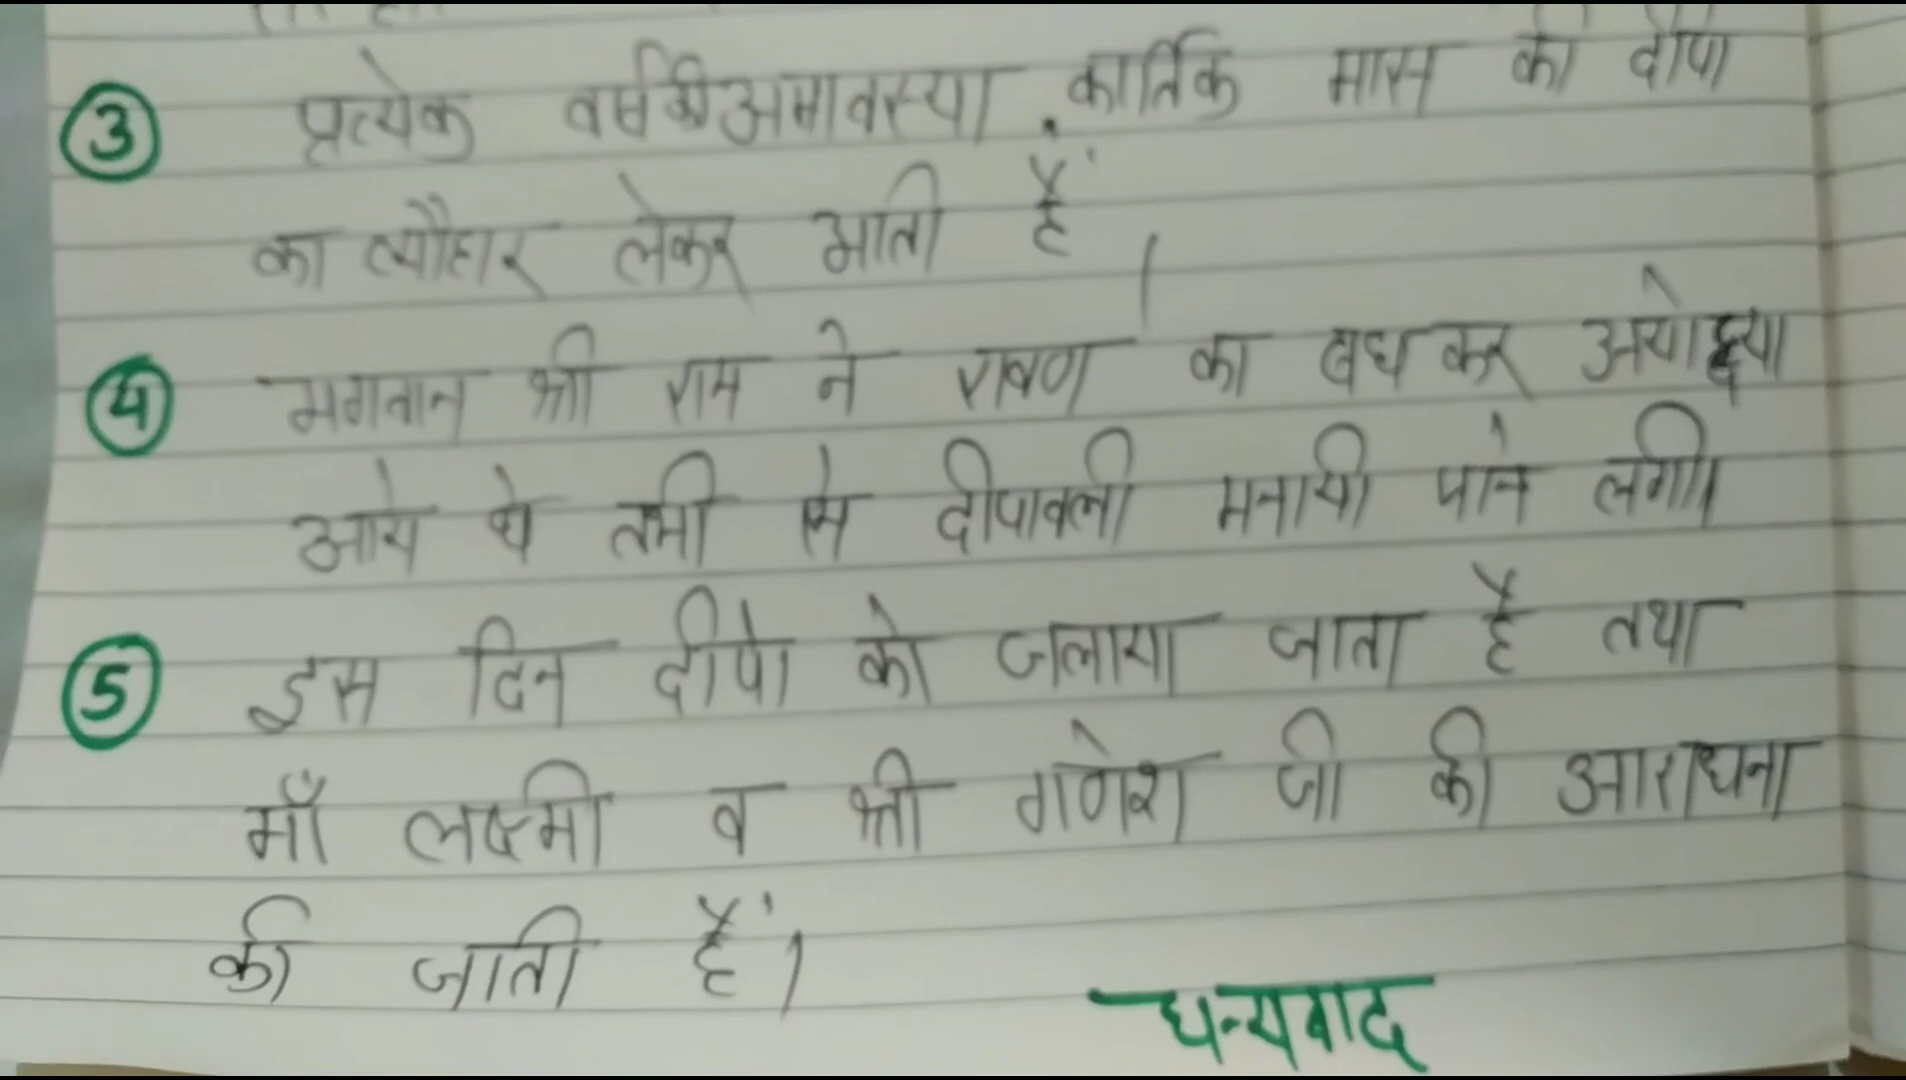 ③ प्रत्येक वर्ष की अमावस्या कार्तिक मास की दीपा
का त्यौहार लेकर आती हैं।
④ भगवान श्री राम ने रावण का वध कर अयोध्या
आये थे तभी से दीपावली मनायी जाने लगी।
⑤ इस दिन दीपो को जलाया जाता है तथा
माँ लक्ष्मी व श्री गणेश जी की आराधना
की जाती हैं।
धन्यवाद